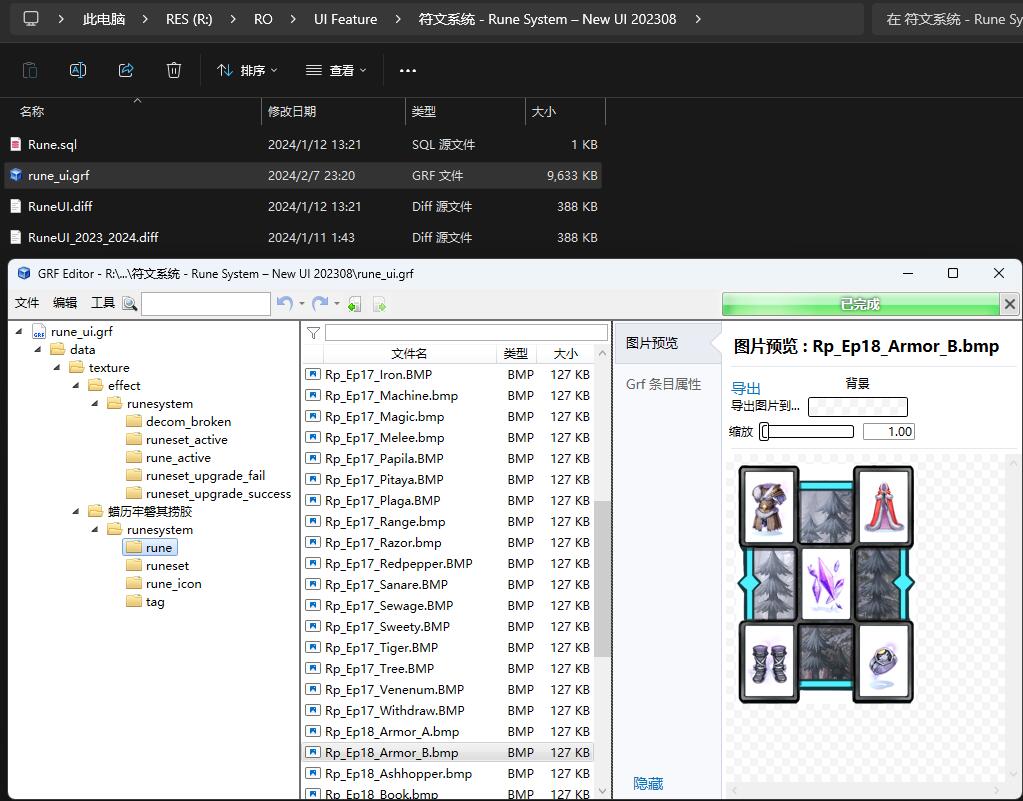 此电脑 > RES (R:) > RO > UI Feature > 符文系统 - Rune System – New UI 202308 >
在 符文系统 - Rune Sy
排序 查看
名称 修改日期 类型 大小
Rune.sql 2024/1/12 13:21 SQL 源文件 1 KB
rune_ui.grf 2024/2/7 23:20 GRF 文件 9,633 KB
RuneUI.diff 2024/1/12 13:21 Diff 源文件 388 KB
RuneUI_2023_2024.diff 2024/1/11 1:43 Diff 源文件 388 KB
GRF Editor - R:\...\符文系统 - Rune System – New UI 202308\rune_ui.grf
文件 编辑 工具
已完成
rune_ui.grf
data
texture
effect
runesystem
decom_broken
runeset_active
rune_active
runeset_upgrade_fail
runeset_upgrade_success
蜡历牢磐其捞胶
runesystem
rune
runeset
rune_icon
tag
文件名 类型 大小
Rp_Ep17_Iron.BMP BMP 127 KB
Rp_Ep17_Machine.bmp BMP 127 KB
Rp_Ep17_Magic.bmp BMP 127 KB
Rp_Ep17_Melee.bmp BMP 127 KB
Rp_Ep17_Papila.BMP BMP 127 KB
Rp_Ep17_Pitaya.BMP BMP 127 KB
Rp_Ep17_Plaga.BMP BMP 127 KB
Rp_Ep17_Range.bmp BMP 127 KB
Rp_Ep17_Razor.bmp BMP 127 KB
Rp_Ep17_Redpepper.BMP BMP 127 KB
Rp_Ep17_Sanare.BMP BMP 127 KB
Rp_Ep17_Sewage.BMP BMP 127 KB
Rp_Ep17_Sweety.BMP BMP 127 KB
Rp_Ep17_Tiger.BMP BMP 127 KB
Rp_Ep17_Tree.BMP BMP 127 KB
Rp_Ep17_Venenum.BMP BMP 127 KB
Rp_Ep17_Withdraw.BMP BMP 127 KB
Rp_Ep18_Armor_A.bmp BMP 127 KB
Rp_Ep18_Armor_B.bmp BMP 127 KB
Rp_Ep18_Ashhopper.bmp BMP 127 KB
Rp_Ep18_Book.bmp BMP 127 KB
图片预览
Grf 条目属性
隐藏
图片预览 : Rp_Ep18_Armor_B.bmp
导出 背景
导出图片到...
缩放 1.00